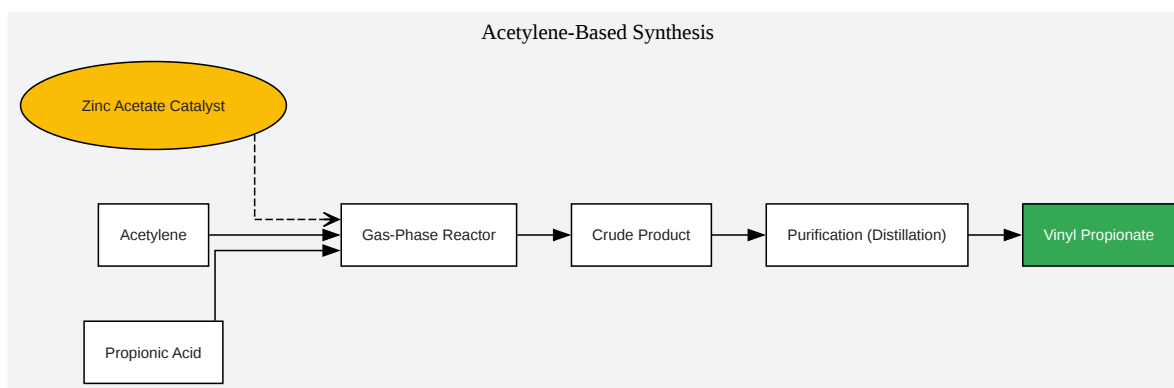 Acetylene-Based Synthesis
Zinc Acetate Catalyst
Acetylene
Gas-Phase Reactor
Crude Product
Purification (Distillation)
Vinyl Propionate
Propionic Acid